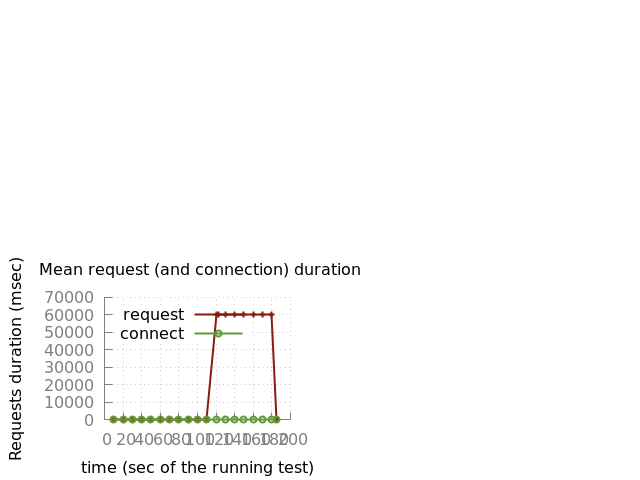 Mean request (and connection) duration
Requests duration (msec)
70000
60000
50000
40000
30000
20000
10000
0
request
connect
0 20 40 60 80 100 120 140 160 180 200
time (sec of the running test)